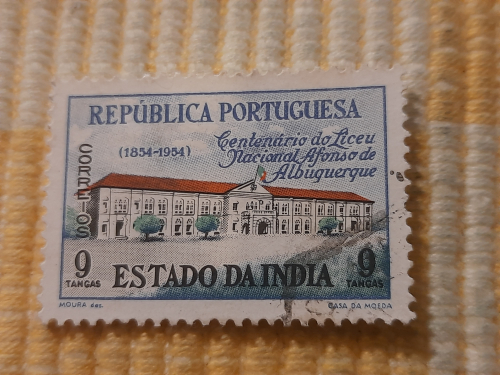 REPÚBLICA PORTUGUESA
(1854-1954)
Centenário do Liceu
Nacional Afonso de
Albuquerque
CORREIOS
9 TANGAS
ESTADO DA INDIA
9 TANGAS
MOURA des.
CASA DA MOEDA